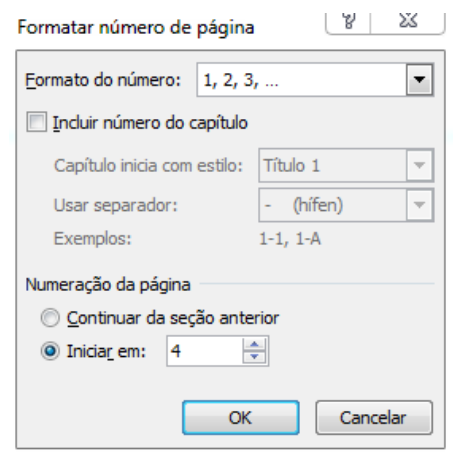 Formatar número de página
Formato do número: 1, 2, 3, ...
Incluir número do capítulo
Capítulo inicia com estilo: Título 1
Usar separador: - (hífen)
Exemplos: 1-1, 1-A
Numeração da página
Continuar da seção anterior
Iniciar em: 4
OK Cancelar